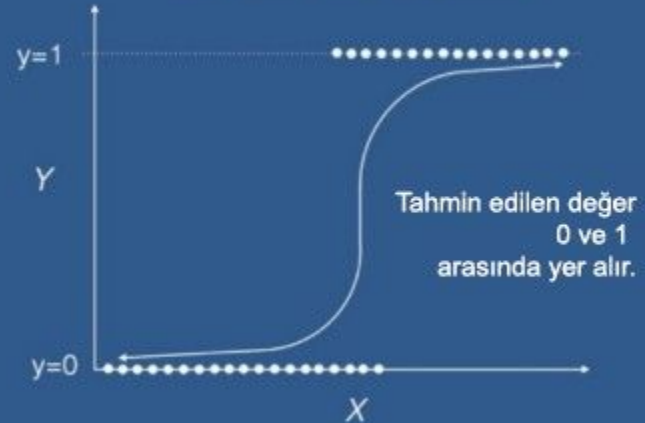 y=1
Y
Tahmin edilen değer
0 ve 1
arasında yer alır.
y=0
X